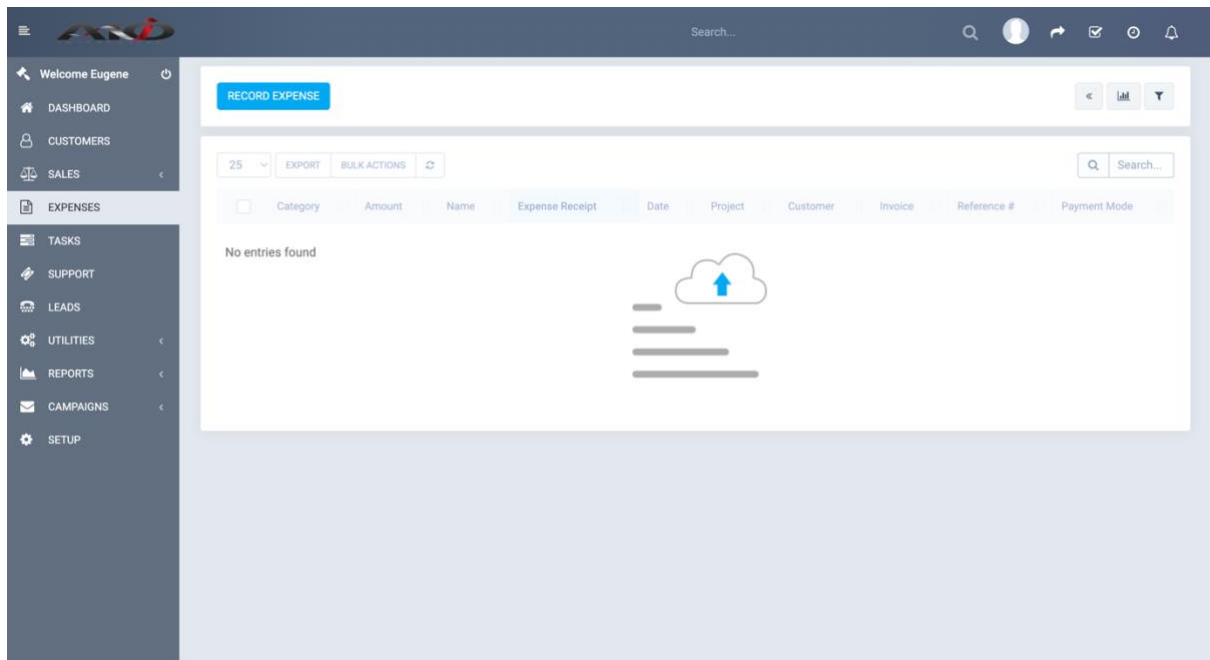 Search...
Welcome Eugene
DASHBOARD
CUSTOMERS
SALES
EXPENSES
TASKS
SUPPORT
LEADS
UTILITIES
REPORTS
CAMPAIGNS
SETUP
RECORD EXPENSE
25 EXPORT BULK ACTIONS Search...
Category Amount Name Expense Receipt Date Project Customer Invoice Reference # Payment Mode
No entries found